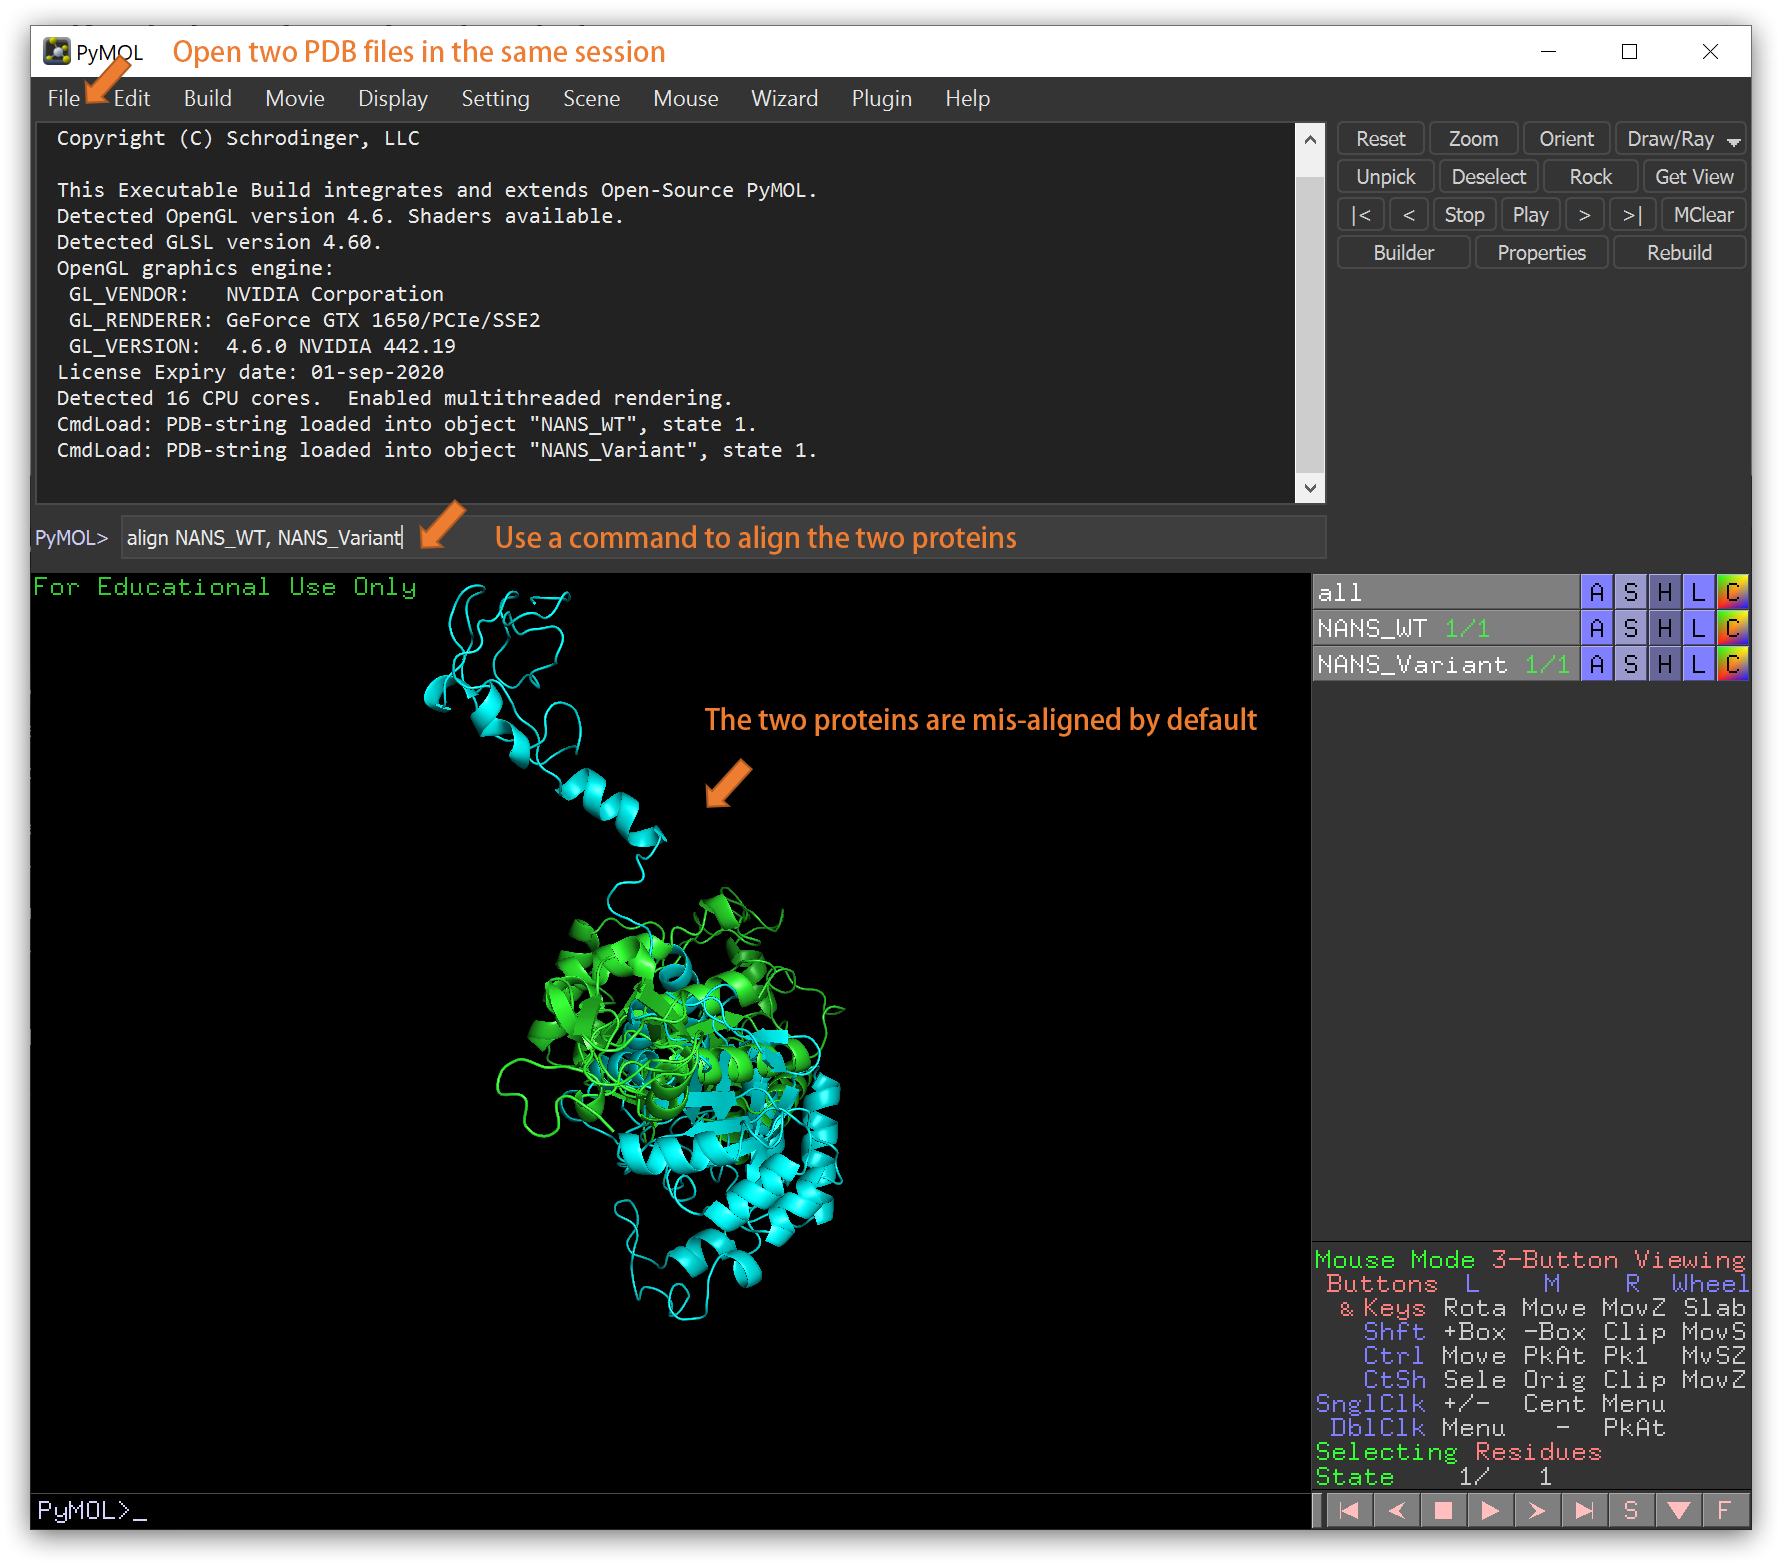 PyMOL
Open two PDB files in the same session
File Edit Build Movie Display Setting Scene Mouse Wizard Plugin Help
Copyright (C) Schrodinger, LLC
This Executable Build integrates and extends Open-Source PyMOL.
Detected OpenGL version 4.6. Shaders available.
Detected GLSL version 4.60.
OpenGL graphics engine:
GL_VENDOR:   NVIDIA Corporation
GL_RENDERER: GeForce GTX 1650/PCIe/SSE2
GL_VERSION:  4.6.0 NVIDIA 442.19
License Expiry date: 01-sep-2020
Detected 16 CPU cores.  Enabled multithreaded rendering.
CmdLoad: PDB-string loaded into object "NANS_WT", state 1.
CmdLoad: PDB-string loaded into object "NANS_Variant", state 1.
Reset Zoom Orient Draw/Ray
Unpick Deselect Rock Get View
|< < Stop Play > >| MClear
Builder Properties Rebuild
PyMOL> align NANS_WT, NANS_Variant
Use a command to align the two proteins
For Educational Use Only
The two proteins are mis-aligned by default
all A S H L C
NANS_WT 1/1 A S H L C
NANS_Variant 1/1 A S H L C
Mouse Mode 3-Button Viewing
Buttons L M R Wheel
& Keys Rota Move MovZ Slab
Shft +Box -Box Clip MovS
Ctrl Move PkAt Pk1 MvSZ
CtSh Sele Orig Clip MovZ
SnglClk +/- Cent Menu
DblClk Menu - PkAt
Selecting Residues
State 1/ 1
PyMOL>_
S F